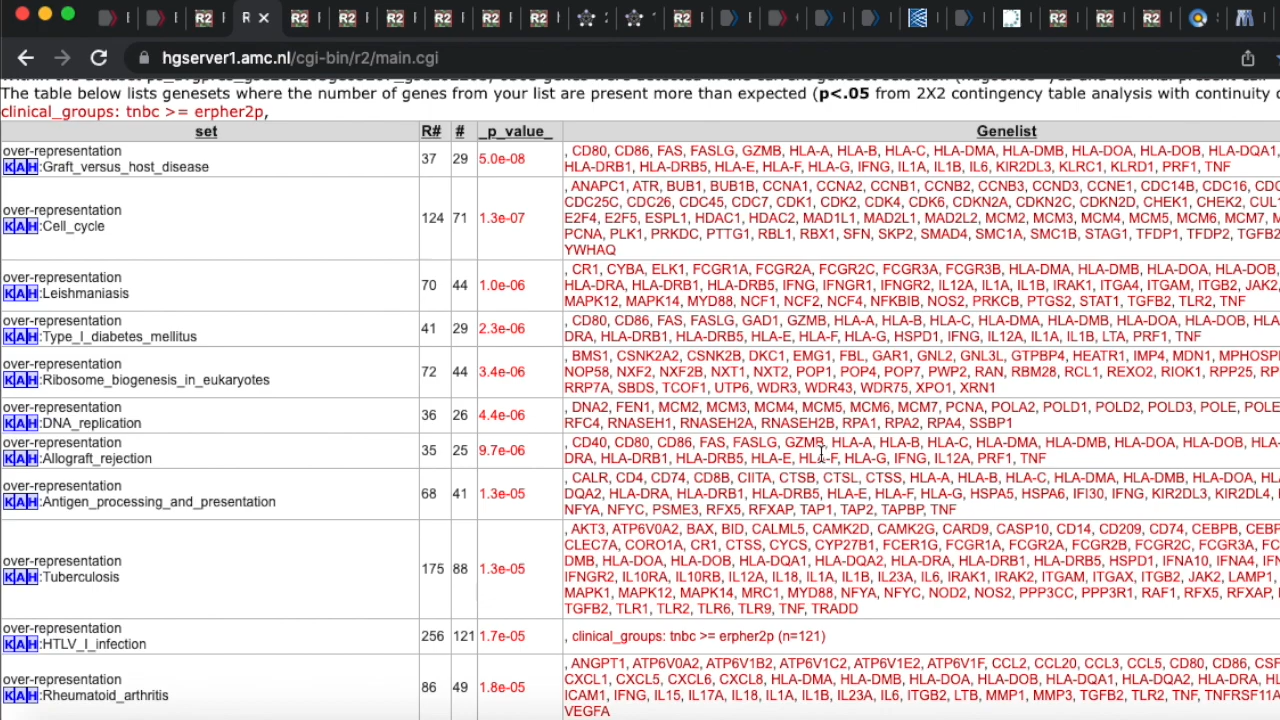 hgserver1.amc.nl/cgi-bin/r2/main.cgi
The table below lists genesets where the number of genes from your list are present more than expected (p<.05 from 2X2 contingency table analysis with continuity
clinical_groups: tnbc >= erpher2p,
set R# # _p_value_ Genelist
over-representation
K|A|H:Graft_versus_host_disease 37 29 5.0e-08
, CD80, CD86, FAS, FASLG, GZMB, HLA-A, HLA-B, HLA-C, HLA-DMA, HLA-DMB, HLA-DOA, HLA-DOB, HLA-DQA1,
HLA-DRB1, HLA-DRB5, HLA-E, HLA-F, HLA-G, IFNG, IL1A, IL1B, IL6, KIR2DL3, KLRC1, KLRD1, PRF1, TNF
over-representation
K|A|H:Cell_cycle 124 71 1.3e-07
, ANAPC1, ATR, BUB1, BUB1B, CCNA1, CCNA2, CCNB1, CCNB2, CCNB3, CCND3, CCNE1, CDC14B, CDC16,
CDC25C, CDC26, CDC45, CDC7, CDK1, CDK2, CDK4, CDK6, CDKN2A, CDKN2C, CDKN2D, CHEK1, CHEK2,
E2F4, E2F5, ESPL1, HDAC1, HDAC2, MAD1L1, MAD2L1, MAD2L2, MCM2, MCM3, MCM4, MCM5, MCM6, MCM7,
PCNA, PLK1, PRKDC, PTTG1, RBL1, RBX1, SFN, SKP2, SMAD4, SMC1A, SMC1B, STAG1, TFDP1, TFDP2,
YWHAQ
over-representation
K|A|H:Leishmaniasis 70 44 1.0e-06
, CR1, CYBA, ELK1, FCGR1A, FCGR2A, FCGR2C, FCGR3A, FCGR3B, HLA-DMA, HLA-DMB, HLA-DOA, HLA-DOB,
HLA-DRA, HLA-DRB1, HLA-DRB5, IFNG, IFNGR1, IFNGR2, IL12A, IL1A, IL1B, IRAK1, ITGA4, ITGAM, ITGB2, JAK2,
MAPK12, MAPK14, MYD88, NCF1, NCF2, NCF4, NFKBIB, NOS2, PRKCB, PTGS2, STAT1, TGFB2, TLR2, TNF
over-representation
K|A|H:Type_I_diabetes_mellitus 41 29 2.3e-06
, CD80, CD86, FAS, FASLG, GAD1, GZMB, HLA-A, HLA-B, HLA-C, HLA-DMA, HLA-DMB, HLA-DOA, HLA-DOB,
DRA, HLA-DRB1, HLA-DRB5, HLA-E, HLA-F, HLA-G, HSPD1, IFNG, IL12A, IL1A, IL1B, LTA, PRF1, TNF
over-representation
K|A|H:Ribosome_biogenesis_in_eukaryotes 72 44 3.4e-06
, BMS1, CSNK2A2, CSNK2B, DKC1, EMG1, FBL, GAR1, GNL2, GNL3L, GTPBP4, HEATR1, IMP4, MDN1,
NOP58, NXF2, NXF2B, NXT1, NXT2, POP1, POP4, POP7, PWP2, RAN, RBM28, RCL1, REXO2, RIOK1, RPP25,
RRP7A, SBDS, TCOF1, UTP6, WDR3, WDR43, WDR75, XPO1, XRN1
over-representation
K|A|H:DNA_replication 36 26 4.4e-06
, DNA2, FEN1, MCM2, MCM3, MCM4, MCM5, MCM6, MCM7, PCNA, POLA2, POLD1, POLD2, POLD3, POLE,
RFC4, RNASEH1, RNASEH2A, RNASEH2B, RPA1, RPA2, RPA4, SSBP1
over-representation
K|A|H:Allograft_rejection 35 25 9.7e-06
, CD40, CD80, CD86, FAS, FASLG, GZMB, HLA-A, HLA-B, HLA-C, HLA-DMA, HLA-DMB, HLA-DOA, HLA-DOB,
DRA, HLA-DRB1, HLA-DRB5, HLA-E, HLA-F, HLA-G, IFNG, IL12A, PRF1, TNF
over-representation
K|A|H:Antigen_processing_and_presentation 68 41 1.3e-05
, CALR, CD4, CD74, CD8B, CIITA, CTSB, CTSL, CTSS, HLA-A, HLA-B, HLA-C, HLA-DMA, HLA-DMB, HLA-DOA,
DQA2, HLA-DRA, HLA-DRB1, HLA-DRB5, HLA-E, HLA-F, HLA-G, HSPA5, HSPA6, IFI30, IFNG, KIR2DL3, KIR2DL4,
NFYA, NFYC, PSME3, RFX5, RFXAP, TAP1, TAP2, TAPBP, TNF
over-representation
K|A|H:Tuberculosis 175 88 1.3e-05
, AKT3, ATP6V0A2, BAX, BID, CALML5, CAMK2D, CAMK2G, CARD9, CASP10, CD14, CD209, CD74, CEBPB,
CLEC7A, CORO1A, CR1, CTSS, CYCS, CYP27B1, FCER1G, FCGR1A, FCGR2A, FCGR2B, FCGR2C, FCGR3A,
DMB, HLA-DOA, HLA-DOB, HLA-DQA1, HLA-DQA2, HLA-DRA, HLA-DRB1, HLA-DRB5, HSPD1, IFNA10, IFNA4,
IFNGR2, IL10RA, IL10RB, IL12A, IL18, IL1A, IL1B, IL23A, IL6, IRAK1, IRAK2, ITGAM, ITGAX, ITGB2, JAK2, LAMP1,
MAPK1, MAPK12, MAPK14, MRC1, MYD88, NFYA, NFYC, NOD2, NOS2, PPP3CC, PPP3R1, RAF1, RFX5, RFXAP,
TGFB2, TLR1, TLR2, TLR6, TLR9, TNF, TRADD
over-representation
K|A|H:HTLV_I_infection 256 121 1.7e-05
, clinical_groups: tnbc >= erpher2p (n=121)
over-representation
K|A|H:Rheumatoid_arthritis 86 49 1.8e-05
, ANGPT1, ATP6V0A2, ATP6V1B2, ATP6V1C2, ATP6V1E2, ATP6V1F, CCL2, CCL20, CCL3, CCL5, CD80, CD86,
CXCL1, CXCL5, CXCL6, CXCL8, HLA-DMA, HLA-DMB, HLA-DOA, HLA-DOB, HLA-DQA1, HLA-DQA2, HLA-DRA,
ICAM1, IFNG, IL15, IL17A, IL18, IL1A, IL1B, IL23A, IL6, ITGB2, LTB, MMP1, MMP3, TGFB2, TLR2, TNF, TNFRSF11A,
VEGFA